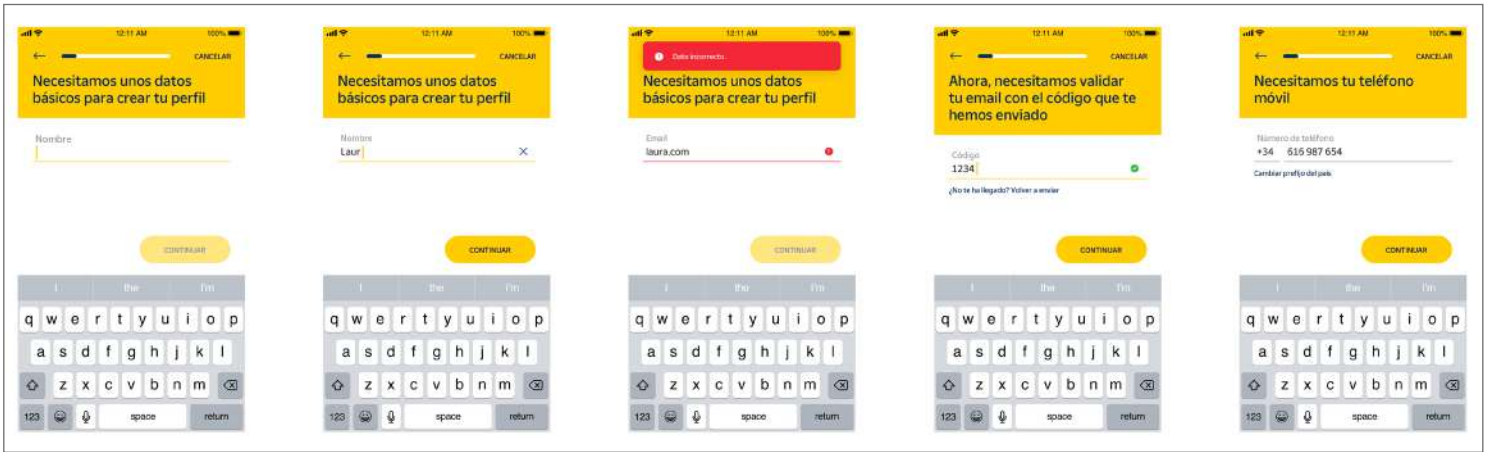 12:11 AM 100%
CANCELAR
Necesitamos unos datos
básicos para crear tu perfil
Nombre
CONTINUAR
I the I'm
q w e r t y u i o p
a s d f g h j k l
z x c v b n m
123 space return
12:11 AM 100%
CANCELAR
Necesitamos unos datos
básicos para crear tu perfil
Nombre
Laur
CONTINUAR
I the I'm
q w e r t y u i o p
a s d f g h j k l
z x c v b n m
123 space return
12:11 AM 100%
Dato incorrecto.
Necesitamos unos datos
básicos para crear tu perfil
Email
laura.com
CONTINUAR
I the I'm
q w e r t y u i o p
a s d f g h j k l
z x c v b n m
123 space return
12:11 AM 100%
CANCELAR
Ahora, necesitamos validar
tu email con el código que te
hemos enviado
Código
1234
¿No te ha llegado? Volver a enviar
CONTINUAR
I the I'm
q w e r t y u i o p
a s d f g h j k l
z x c v b n m
123 space return
12:11 AM 100%
CANCELAR
Necesitamos tu teléfono
móvil
Número de teléfono
+34 616 987 654
Cambiar prefijo del país
CONTINUAR
I the I'm
q w e r t y u i o p
a s d f g h j k l
z x c v b n m
123 space return